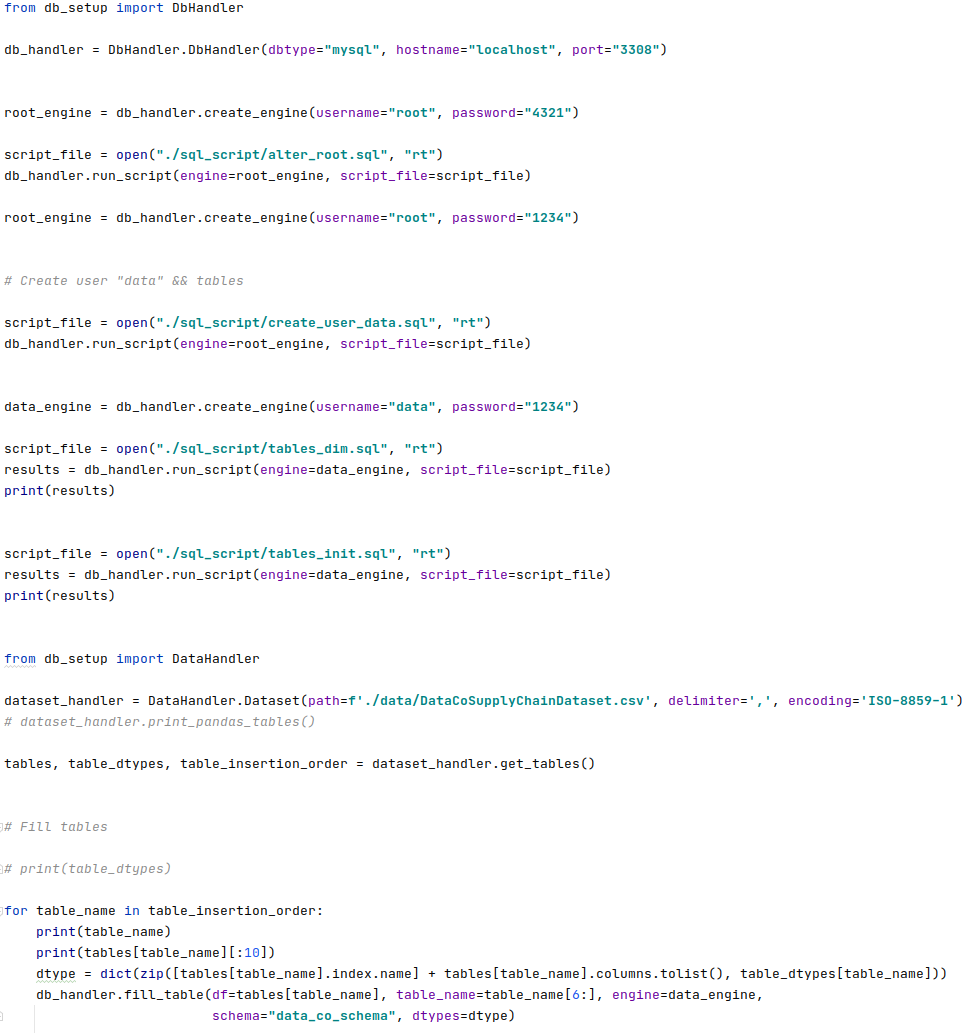 from db_setup import DbHandler
db_handler = DbHandler.DbHandler(dbtype="mysql", hostname="localhost", port="3308")
root_engine = db_handler.create_engine(username="root", password="4321")
script_file = open("./sql_script/alter_root.sql", "rt")
db_handler.run_script(engine=root_engine, script_file=script_file)
root_engine = db_handler.create_engine(username="root", password="1234")
# Create user "data" && tables
script_file = open("./sql_script/create_user_data.sql", "rt")
db_handler.run_script(engine=root_engine, script_file=script_file)
data_engine = db_handler.create_engine(username="data", password="1234")
script_file = open("./sql_script/tables_dim.sql", "rt")
results = db_handler.run_script(engine=data_engine, script_file=script_file)
print(results)
script_file = open("./sql_script/tables_init.sql", "rt")
results = db_handler.run_script(engine=data_engine, script_file=script_file)
print(results)
from db_setup import DataHandler
dataset_handler = DataHandler.Dataset(path=f'./data/DataCoSupplyChainDataset.csv', delimiter=',', encoding='ISO-8859-1')
# dataset_handler.print_pandas_tables()
tables, table_dtypes, table_insertion_order = dataset_handler.get_tables()
# Fill tables
# print(table_dtypes)
for table_name in table_insertion_order:
    print(table_name)
    print(tables[table_name][:10])
    dtype = dict(zip([tables[table_name].index.name] + tables[table_name].columns.tolist(), table_dtypes[table_name]))
    db_handler.fill_table(df=tables[table_name], table_name=table_name[6:], engine=data_engine,
                          schema="data_co_schema", dtypes=dtype)